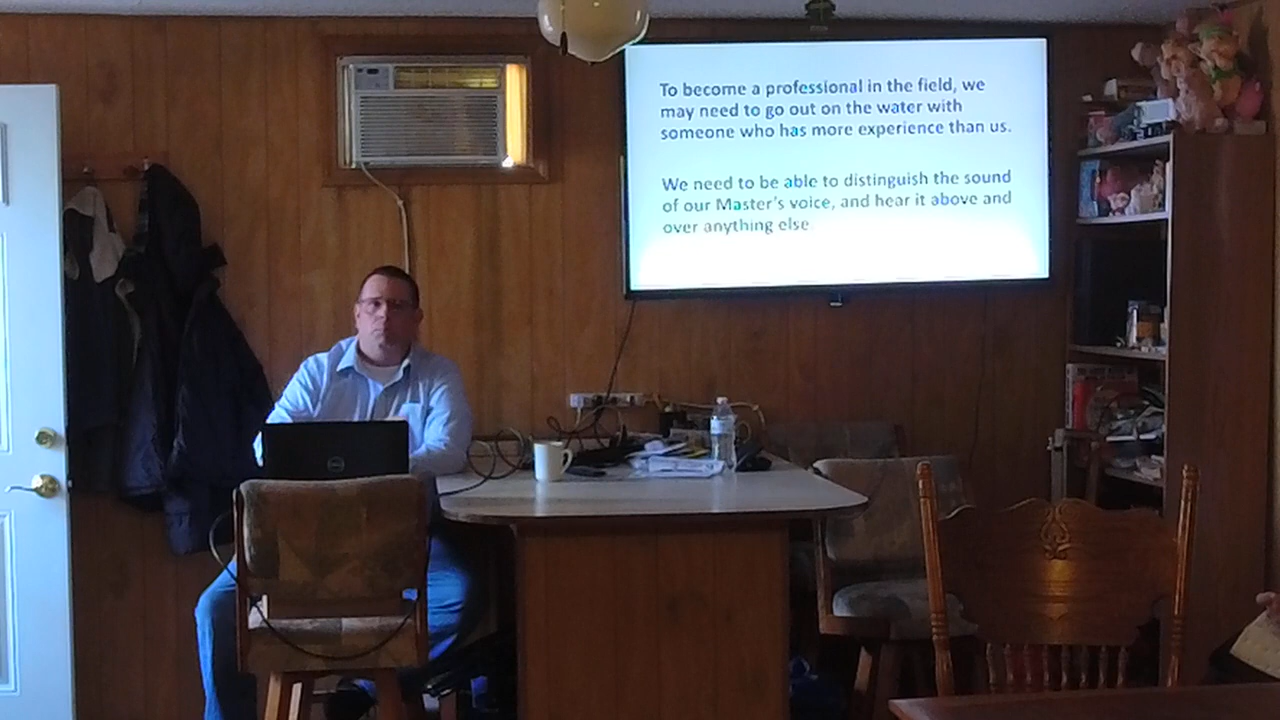 To become a professional in the field, we
may need to go out on the water with
someone who has more experience than us.
We need to be able to distinguish the sound
of our Master's voice, and hear it above and
over anything else
DELL